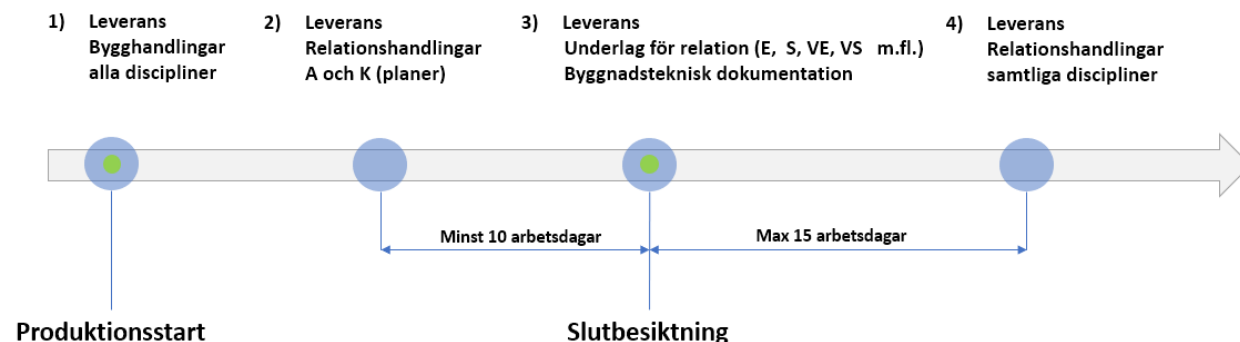 1) Leverans
Bygghandlingar
alla discipliner
2) Leverans
Relationshandlingar
A och K (planer)
3) Leverans
Underlag för relation (E, S, VE, VS m.fl.)
Byggnadsteknisk dokumentation
4) Leverans
Relationshandlingar
samtliga discipliner
Minst 10 arbetsdagar
Max 15 arbetsdagar
Produktionsstart
Slutbesiktning